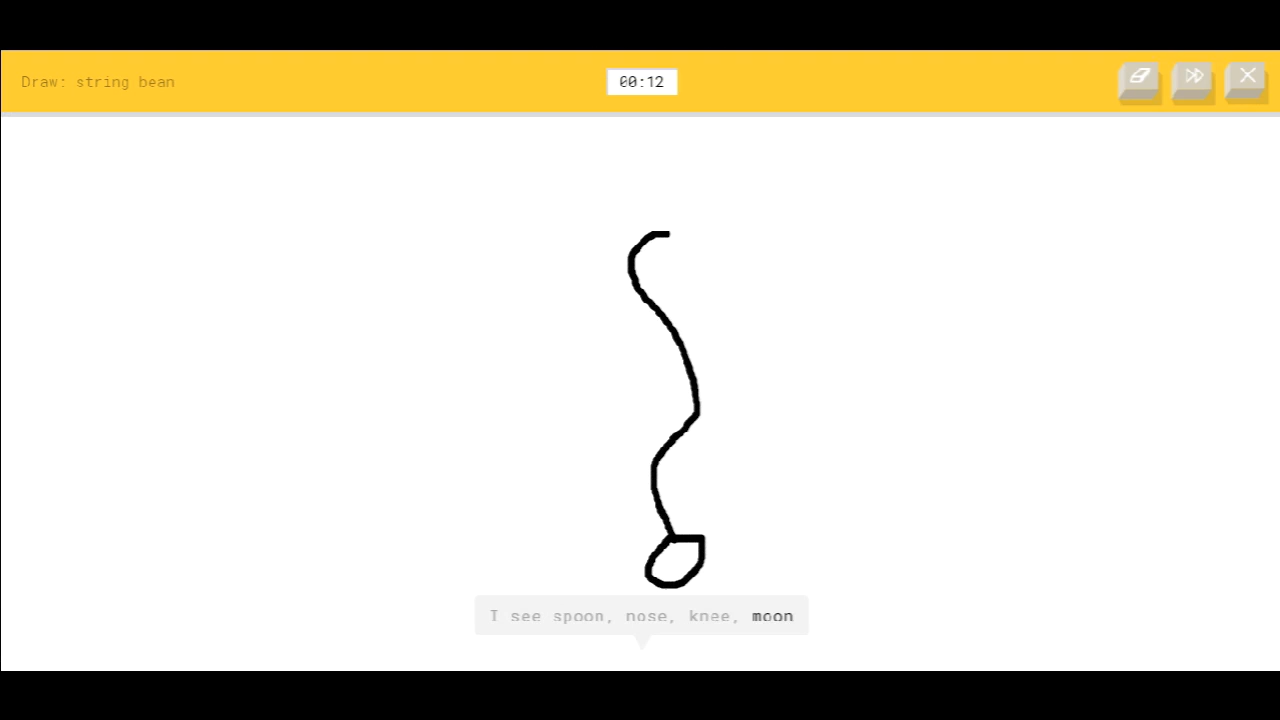 Draw: string bean
00:12
I see spoon, nose, knee, moon